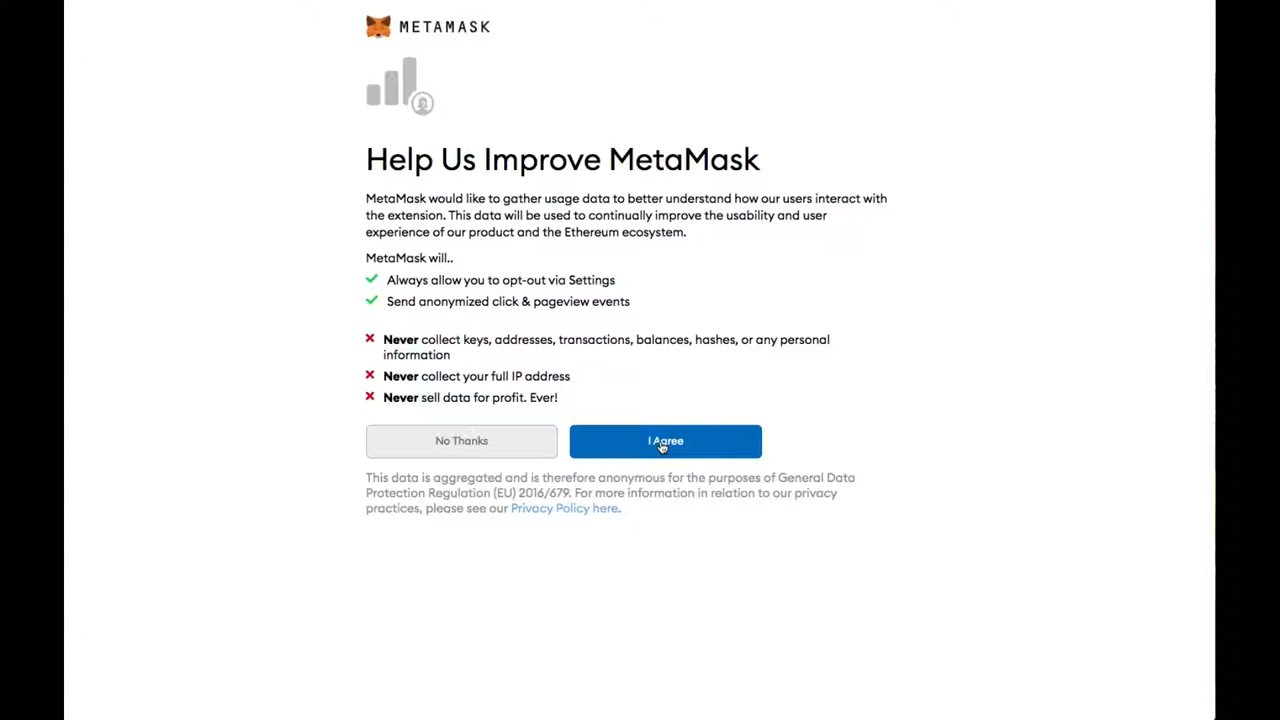 METAMASK
Help Us Improve MetaMask
MetaMask would like to gather usage data to better understand how our users interact with
the extension. This data will be used to continually improve the usability and user
experience of our product and the Ethereum ecosystem.
MetaMask will..
Always allow you to opt-out via Settings
Send anonymized click & pageview events
Never collect keys, addresses, transactions, balances, hashes, or any personal
information
Never collect your full IP address
Never sell data for profit. Ever!
No Thanks
I Agree
This data is aggregated and is therefore anonymous for the purposes of General Data
Protection Regulation (EU) 2016/679. For more information in relation to our privacy
practices, please see our Privacy Policy here.